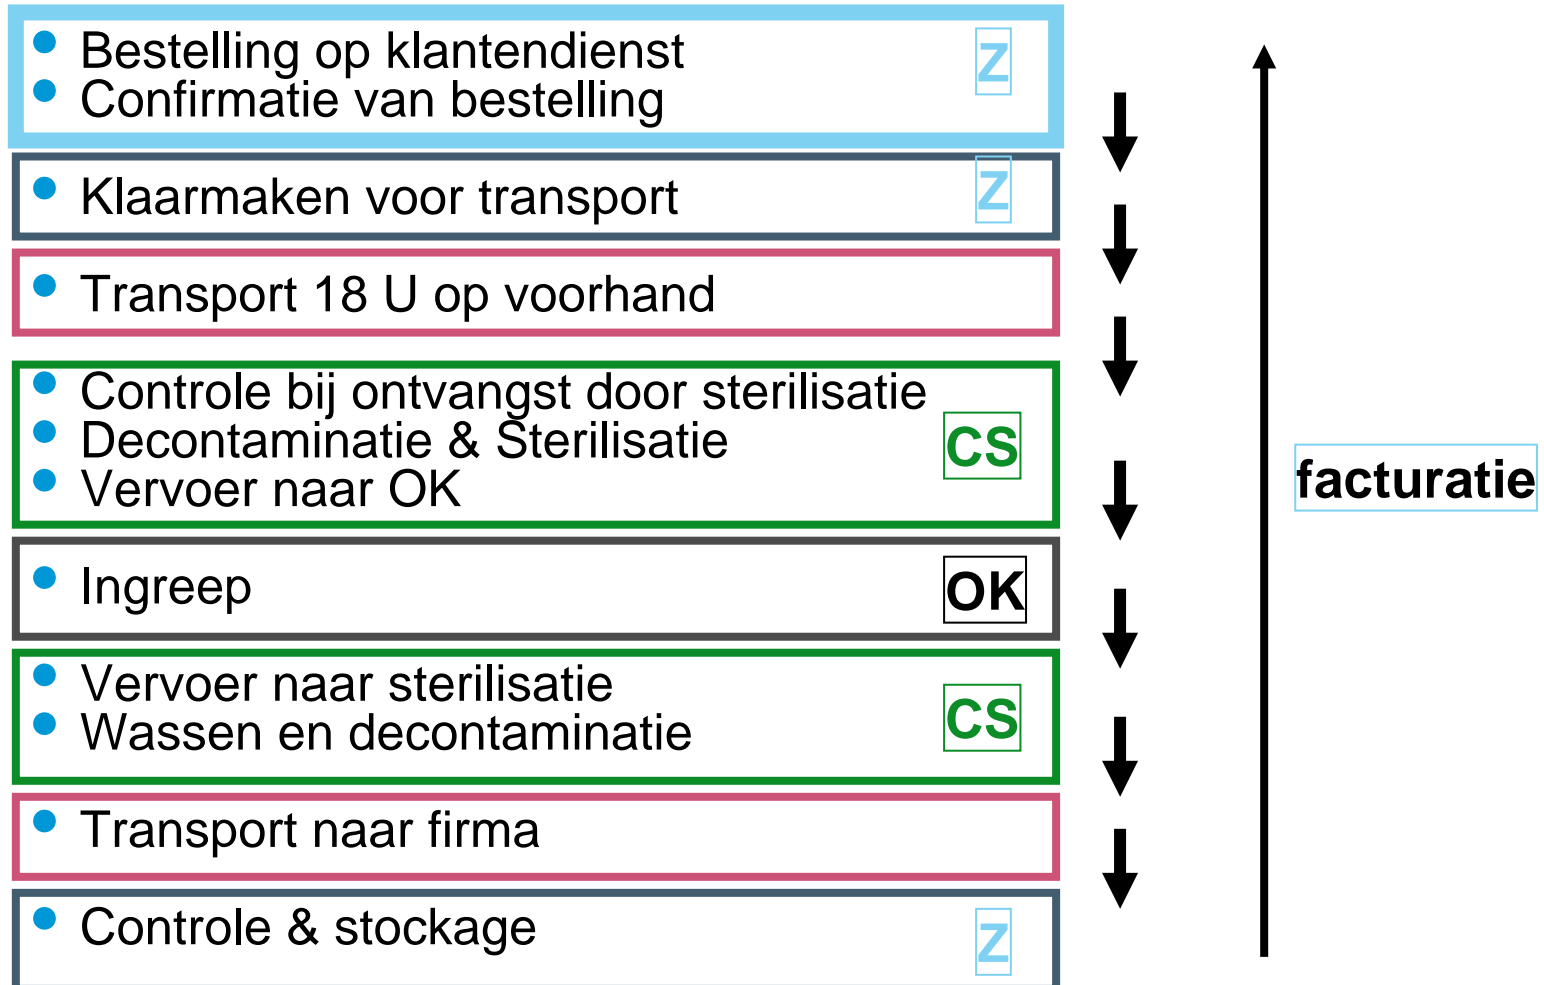 Bestelling op klantendienst
Confirmatie van bestelling
Z
Klaarmaken voor transport
Z
Transport 18 U op voorhand
Controle bij ontvangst door sterilisatie
Decontaminatie & Sterilisatie
Vervoer naar OK
CS
facturatie
Ingreep
OK
Vervoer naar sterilisatie
Wassen en decontaminatie
CS
Transport naar firma
Controle & stockage
Z